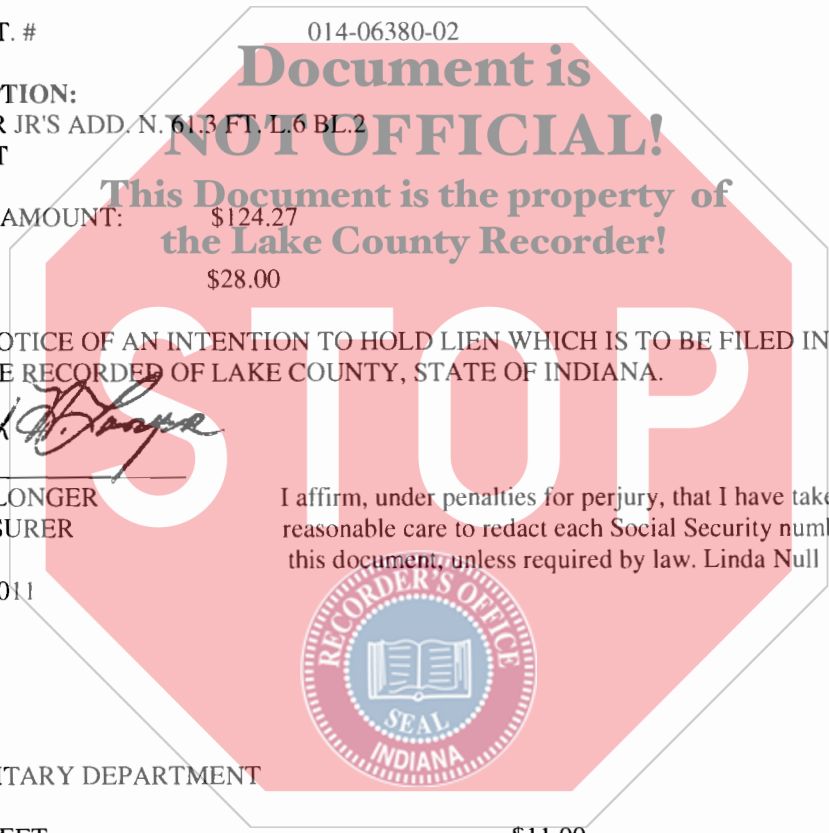 T. # 014-06380-02
Document is
TION:
R JR'S ADD. N. 61.3 FT. L.6 BL.2
NOT OFFICIAL!
T
This Document is the property of
AMOUNT: $124.27
the Lake County Recorder!
$28.00
STOP
OTICE OF AN INTENTION TO HOLD LIEN WHICH IS TO BE FILED IN
E RECORDED OF LAKE COUNTY, STATE OF INDIANA.
LONGER I affirm, under penalties for perjury, that I have take
SURER reasonable care to redact each Social Security numb
this document, unless required by law. Linda Null
011
RECORDER'S OFFICE
SEAL
INDIANA
ITARY DEPARTMENT
$11.00